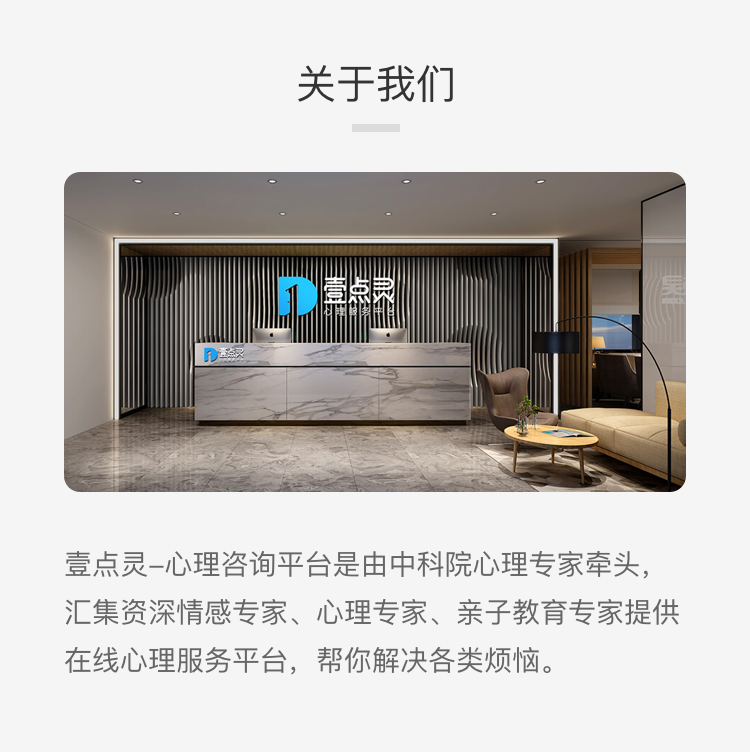 关于我们
壹点灵
心理服务平台
壹点灵
壹点灵–心理咨询平台是由中科院心理专家牵头，
汇集资深情感专家、心理专家、亲子教育专家提供
在线心理服务平台，帮你解决各类烦恼。